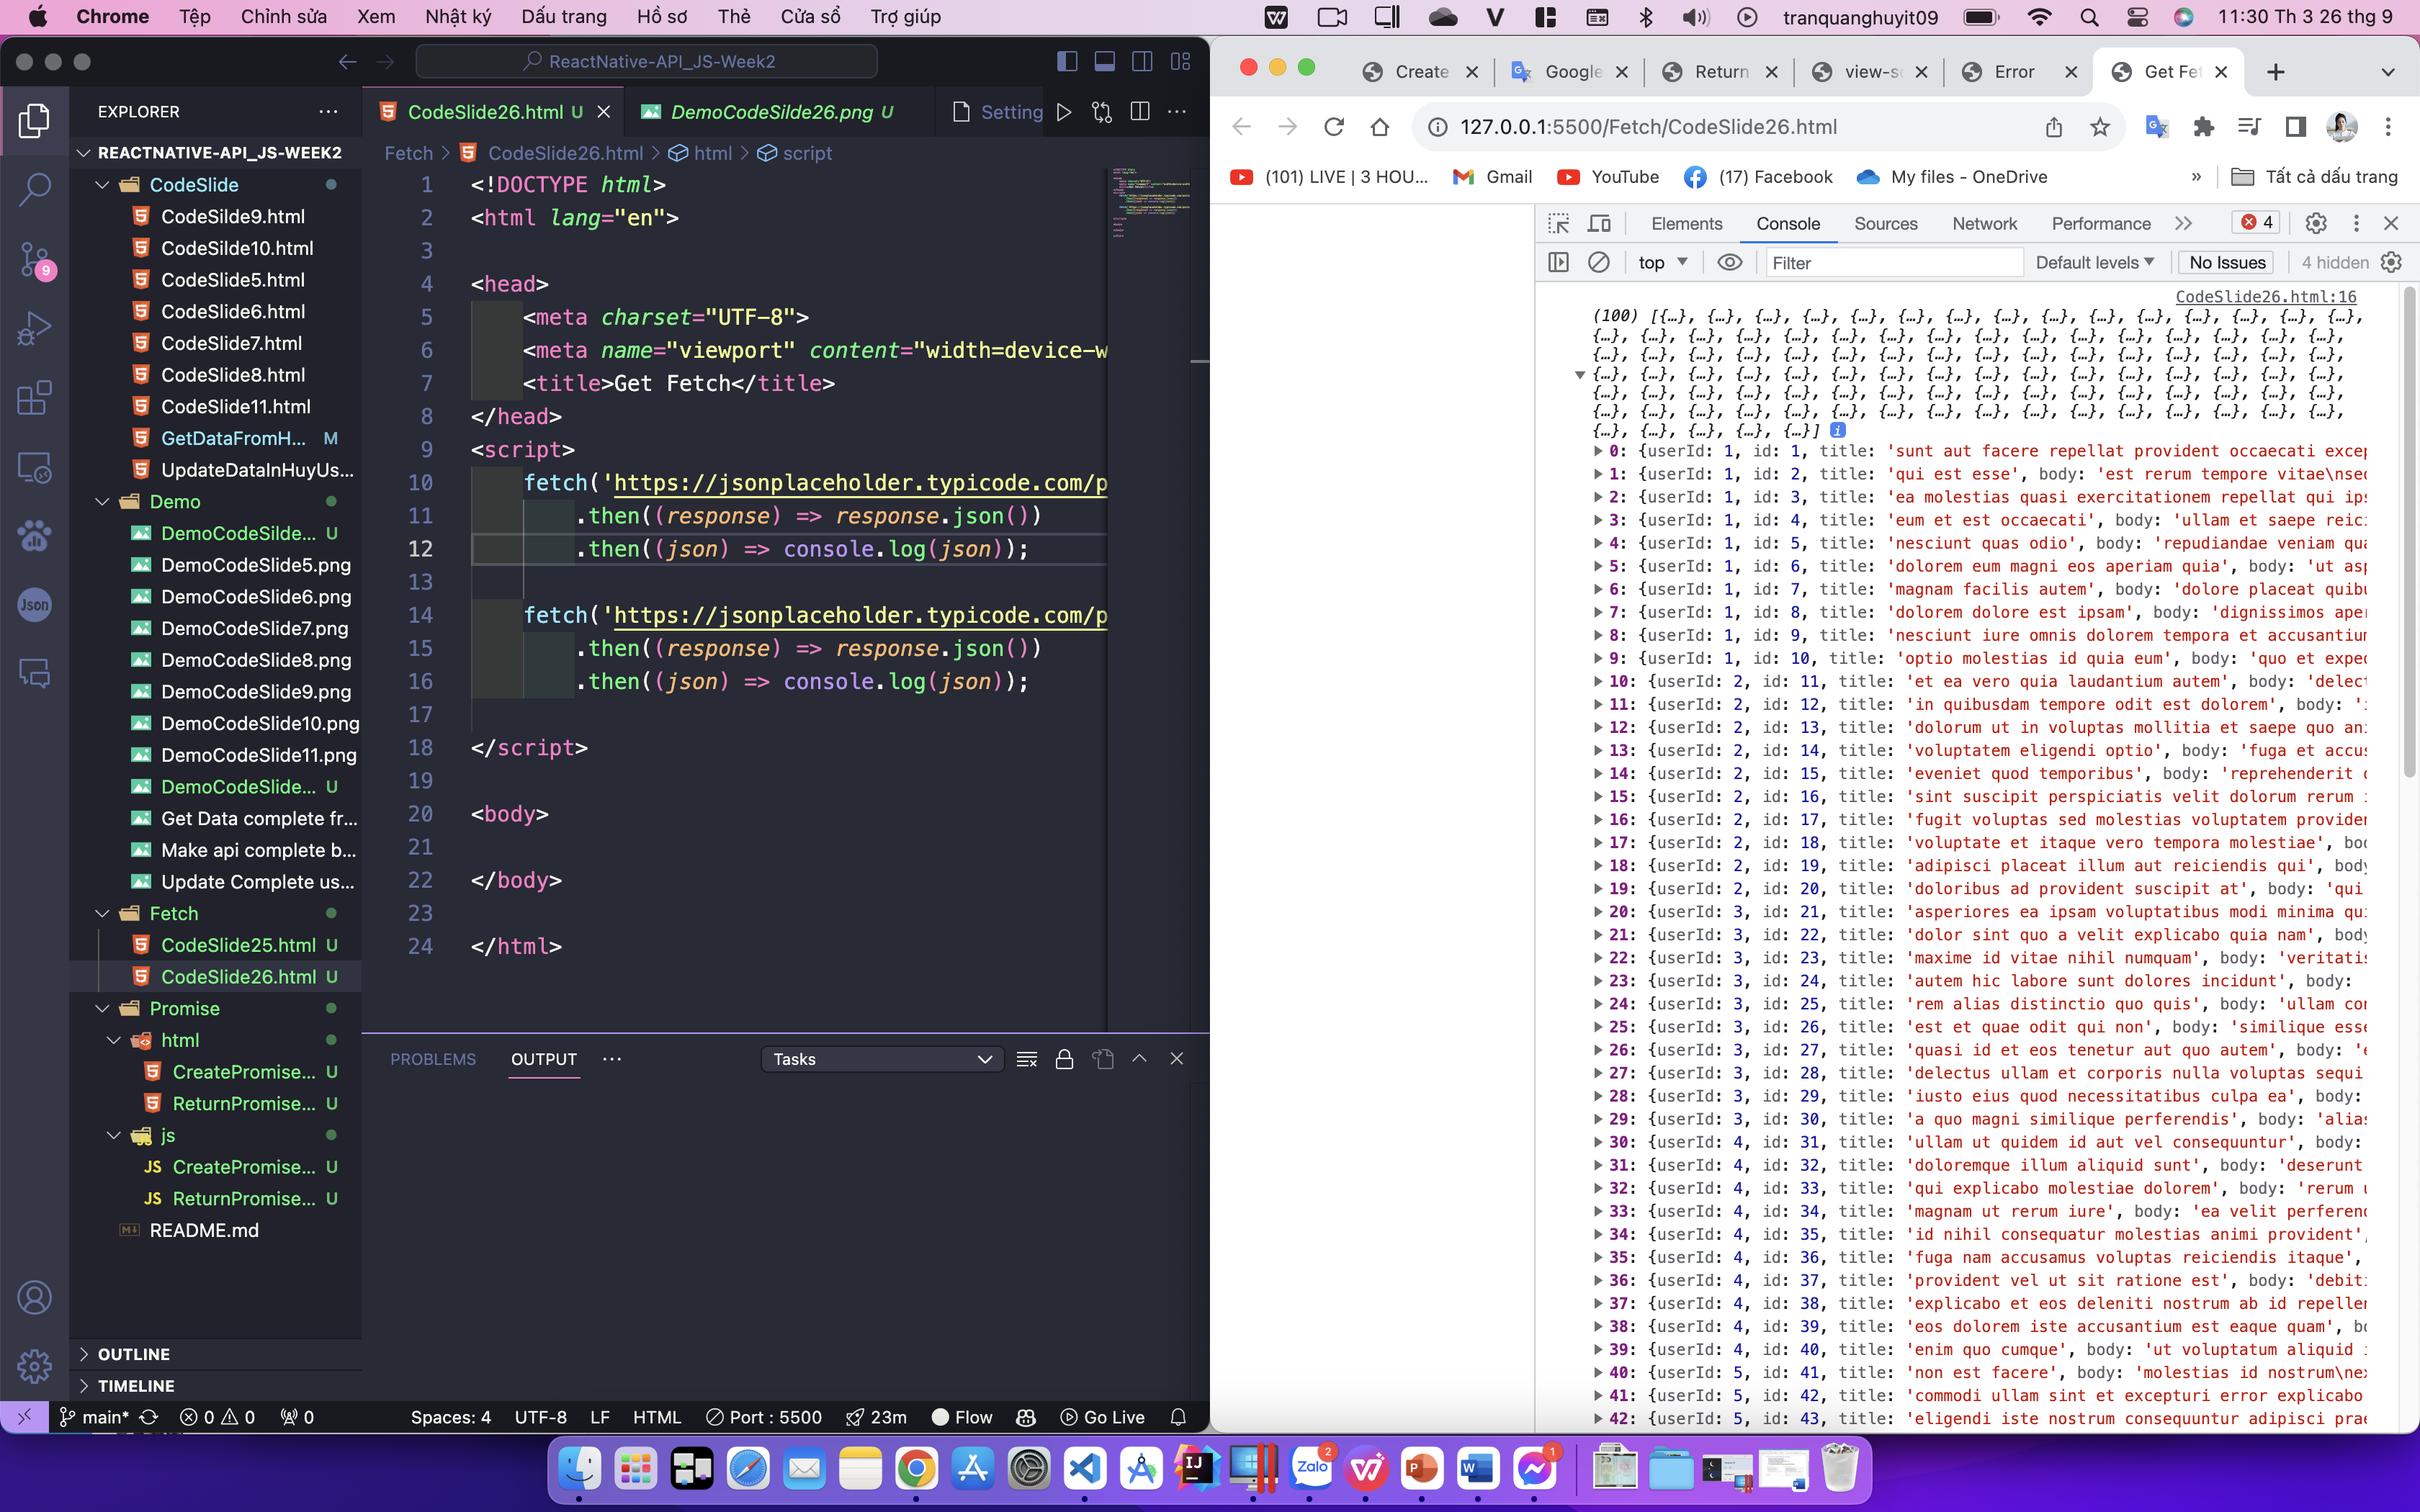 Chrome Tệp Chỉnh sửa Xem Nhật ký Dấu trang Hồ sơ Thẻ Cửa sổ Trợ giúp tranquanghuyit09 11:30 Th 3 26 thg 9
ReactNative-API_JS-Week2
EXPLORER
REACTNATIVE-API_JS-WEEK2
CodeSlide
CodeSilde9.html
CodeSilde10.html
CodeSlide5.html
CodeSlide6.html
CodeSlide7.html
CodeSlide8.html
CodeSlide11.html
GetDataFromH... M
UpdateDataInHuyUs...
Demo
DemoCodeSilde... U
DemoCodeSlide5.png
DemoCodeSlide6.png
DemoCodeSlide7.png
DemoCodeSlide8.png
DemoCodeSlide9.png
DemoCodeSlide10.png
DemoCodeSlide11.png
DemoCodeSlide... U
Get Data complete fr...
Make api complete b...
Update Complete us...
Fetch
CodeSlide25.html U
CodeSlide26.html U
Promise
html
CreatePromise... U
ReturnPromise... U
js
JS CreatePromise... U
JS ReturnPromise... U
README.md
OUTLINE
TIMELINE
9
Json
CodeSlide26.html U DemoCodeSilde26.png U Setting
Fetch > CodeSlide26.html > html > script
1 <!DOCTYPE html>
2 <html lang="en">
3
4 <head>
5 <meta charset="UTF-8">
6 <meta name="viewport" content="width=device-w
7 <title>Get Fetch</title>
8 </head>
9 <script>
10 fetch('https://jsonplaceholder.typicode.com/p
11 .then((response) => response.json())
12 .then((json) => console.log(json));
13
14 fetch('https://jsonplaceholder.typicode.com/p
15 .then((response) => response.json())
16 .then((json) => console.log(json));
17
18 </script>
19
20 <body>
21
22 </body>
23
24 </html>
PROBLEMS OUTPUT ... Tasks
main* 0 0 0 Spaces: 4 UTF-8 LF HTML Port : 5500 23m Flow Go Live
Create Google Return view-so Error Get Fet
127.0.0.1:5500/Fetch/CodeSlide26.html
(101) LIVE | 3 HOU... Gmail YouTube (17) Facebook My files - OneDrive » Tất cả dấu trang
Elements Console Sources Network Performance 4
top Filter Default levels No Issues 4 hidden
CodeSlide26.html:16
(100) [{…}, {…}, {…}, {…}, {…}, {…}, {…}, {…}, {…}, {…}, {…}, {…}, {…}, {…}, {…},
{…}, {…}, {…}, {…}, {…}, {…}, {…}, {…}, {…}, {…}, {…}, {…}, {…}, {…}, {…}, {…},
{…}, {…}, {…}, {…}, {…}, {…}, {…}, {…}, {…}, {…}, {…}, {…}, {…}, {…}, {…}, {…},
{…}, {…}, {…}, {…}, {…}, {…}, {…}, {…}, {…}, {…}, {…}, {…}, {…}, {…}, {…}, {…},
{…}, {…}, {…}, {…}, {…}, {…}, {…}, {…}, {…}, {…}, {…}, {…}, {…}, {…}, {…}, {…},
{…}, {…}, {…}, {…}, {…}, {…}, {…}, {…}, {…}, {…}, {…}, {…}, {…}, {…}, {…}, {…},
{…}, {…}, {…}, {…}, {…}] i
0: {userId: 1, id: 1, title: 'sunt aut facere repellat provident occaecati excep
1: {userId: 1, id: 2, title: 'qui est esse', body: 'est rerum tempore vitae\nsec
2: {userId: 1, id: 3, title: 'ea molestias quasi exercitationem repellat qui ips
3: {userId: 1, id: 4, title: 'eum et est occaecati', body: 'ullam et saepe reici
4: {userId: 1, id: 5, title: 'nesciunt quas odio', body: 'repudiandae veniam qua
5: {userId: 1, id: 6, title: 'dolorem eum magni eos aperiam quia', body: 'ut asp
6: {userId: 1, id: 7, title: 'magnam facilis autem', body: 'dolore placeat quibu
7: {userId: 1, id: 8, title: 'dolorem dolore est ipsam', body: 'dignissimos aper
8: {userId: 1, id: 9, title: 'nesciunt iure omnis dolorem tempora et accusantium
9: {userId: 1, id: 10, title: 'optio molestias id quia eum', body: 'quo et exped
10: {userId: 2, id: 11, title: 'et ea vero quia laudantium autem', body: 'delect
11: {userId: 2, id: 12, title: 'in quibusdam tempore odit est dolorem', body: 'i
12: {userId: 2, id: 13, title: 'dolorum ut in voluptas mollitia et saepe quo ani
13: {userId: 2, id: 14, title: 'voluptatem eligendi optio', body: 'fuga et accus
14: {userId: 2, id: 15, title: 'eveniet quod temporibus', body: 'reprehenderit q
15: {userId: 2, id: 16, title: 'sint suscipit perspiciatis velit dolorum rerum i
16: {userId: 2, id: 17, title: 'fugit voluptas sed molestias voluptatem providen
17: {userId: 2, id: 18, title: 'voluptate et itaque vero tempora molestiae', bod
18: {userId: 2, id: 19, title: 'adipisci placeat illum aut reiciendis qui', body
19: {userId: 2, id: 20, title: 'doloribus ad provident suscipit at', body: 'qui
20: {userId: 3, id: 21, title: 'asperiores ea ipsam voluptatibus modi minima qui
21: {userId: 3, id: 22, title: 'dolor sint quo a velit explicabo quia nam', body
22: {userId: 3, id: 23, title: 'maxime id vitae nihil numquam', body: 'veritatis
23: {userId: 3, id: 24, title: 'autem hic labore sunt dolores incidunt', body:
24: {userId: 3, id: 25, title: 'rem alias distinctio quo quis', body: 'ullam con
25: {userId: 3, id: 26, title: 'est et quae odit qui non', body: 'similique esse
26: {userId: 3, id: 27, title: 'quasi id et eos tenetur aut quo autem', body: 'e
27: {userId: 3, id: 28, title: 'delectus ullam et corporis nulla voluptas sequi
28: {userId: 3, id: 29, title: 'iusto eius quod necessitatibus culpa ea', body:
29: {userId: 3, id: 30, title: 'a quo magni similique perferendis', body: 'alias
30: {userId: 4, id: 31, title: 'ullam ut quidem id aut vel consequuntur', body:
31: {userId: 4, id: 32, title: 'doloremque illum aliquid sunt', body: 'deserunt
32: {userId: 4, id: 33, title: 'qui explicabo molestiae dolorem', body: 'rerum u
33: {userId: 4, id: 34, title: 'magnam ut rerum iure', body: 'ea velit perferend
34: {userId: 4, id: 35, title: 'id nihil consequatur molestias animi provident',
35: {userId: 4, id: 36, title: 'fuga nam accusamus voluptas reiciendis itaque',
36: {userId: 4, id: 37, title: 'provident vel ut sit ratione est', body: 'debiti
37: {userId: 4, id: 38, title: 'explicabo et eos deleniti nostrum ab id repellen
38: {userId: 4, id: 39, title: 'eos dolorem iste accusantium est eaque quam', bo
39: {userId: 4, id: 40, title: 'enim quo cumque', body: 'ut voluptatum aliquid i
40: {userId: 5, id: 41, title: 'non est facere', body: 'molestias id nostrum\nex
41: {userId: 5, id: 42, title: 'commodi ullam sint et excepturi error explicabo
42: {userId: 5, id: 43, title: 'eligendi iste nostrum consequuntur adipisci prae
IJ Zalo 2 P W 1